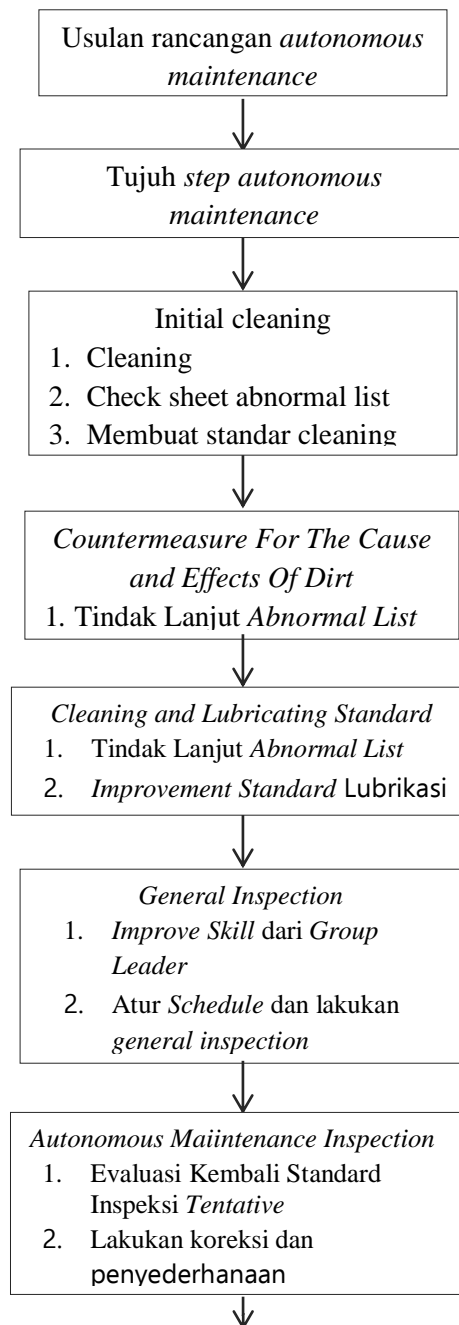 Usulan rancangan autonomous
maintenance
Tujuh step autonomous
maintenance
Initial cleaning
1. Cleaning
2. Check sheet abnormal list
3. Membuat standar cleaning
Countermeasure For The Cause
and Effects Of Dirt
1. Tindak Lanjut Abnormal List
Cleaning and Lubricating Standard
1. Tindak Lanjut Abnormal List
2. Improvement Standard Lubrikasi
General Inspection
1. Improve Skill dari Group
Leader
2. Atur Schedule dan lakukan
general inspection
Autonomous Maiintenance Inspection
1. Evaluasi Kembali Standard
Inspeksi Tentative
2. Lakukan koreksi dan
penyederhanaan